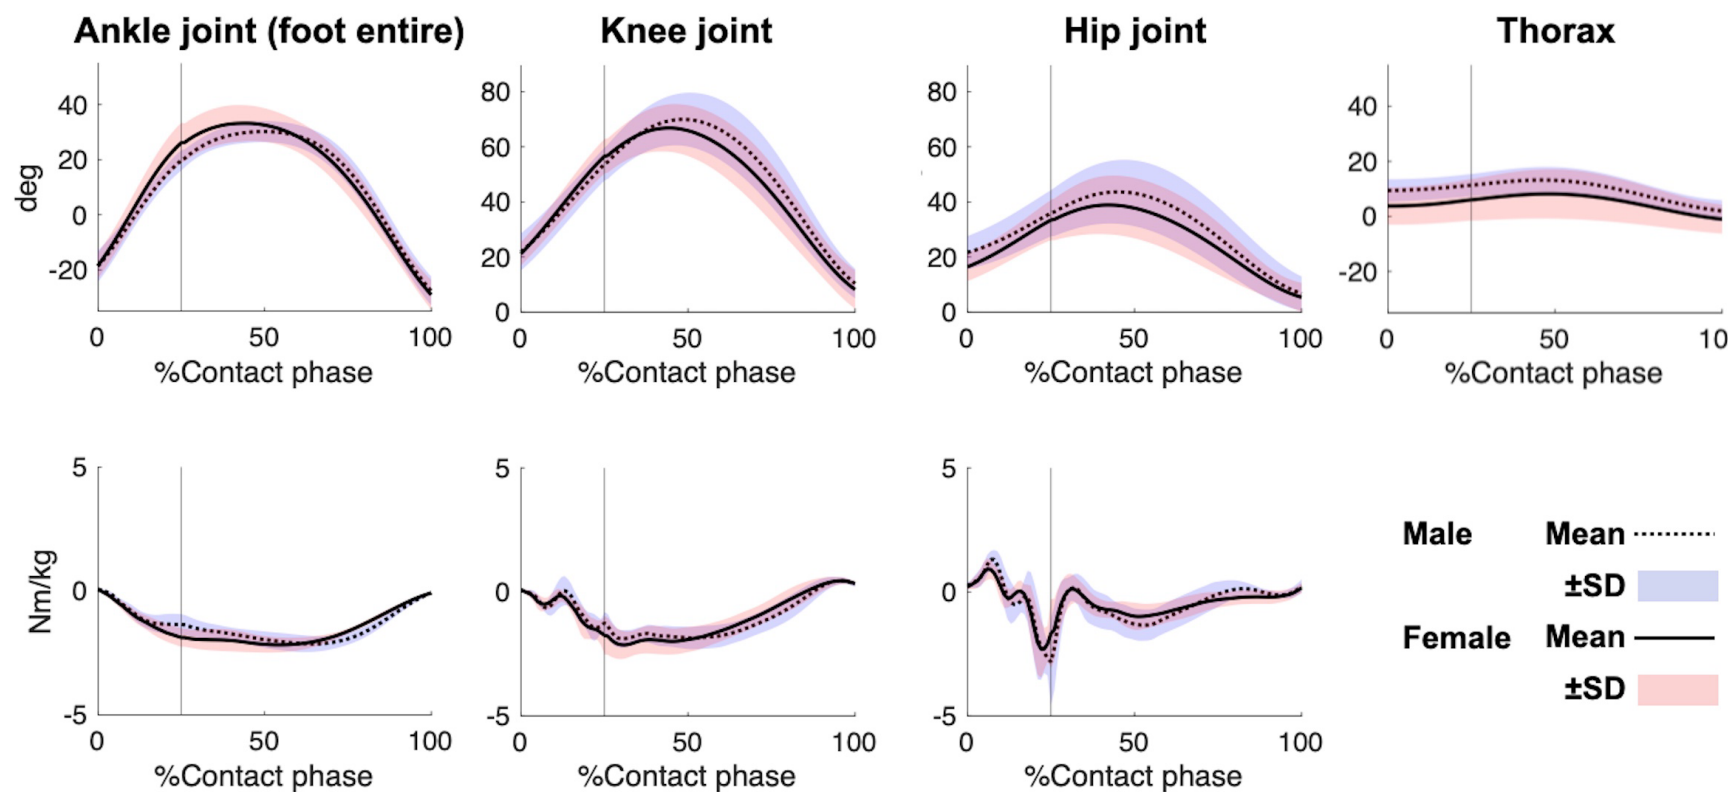 Ankle joint (foot entire) Knee joint Hip joint Thorax
deg
40
20
0
-20
0 50 100
%Contact phase
80
60
40
20
0
0 50 100
%Contact phase
80
60
40
20
0
0 50 100
%Contact phase
40
20
0
-20
0 50 10
%Contact phase
Nm/kg
5
0
-5
0 50 100
%Contact phase
5
0
-5
0 50 100
%Contact phase
5
0
-5
0 50 100
%Contact phase
Male Mean
±SD
Female Mean
±SD